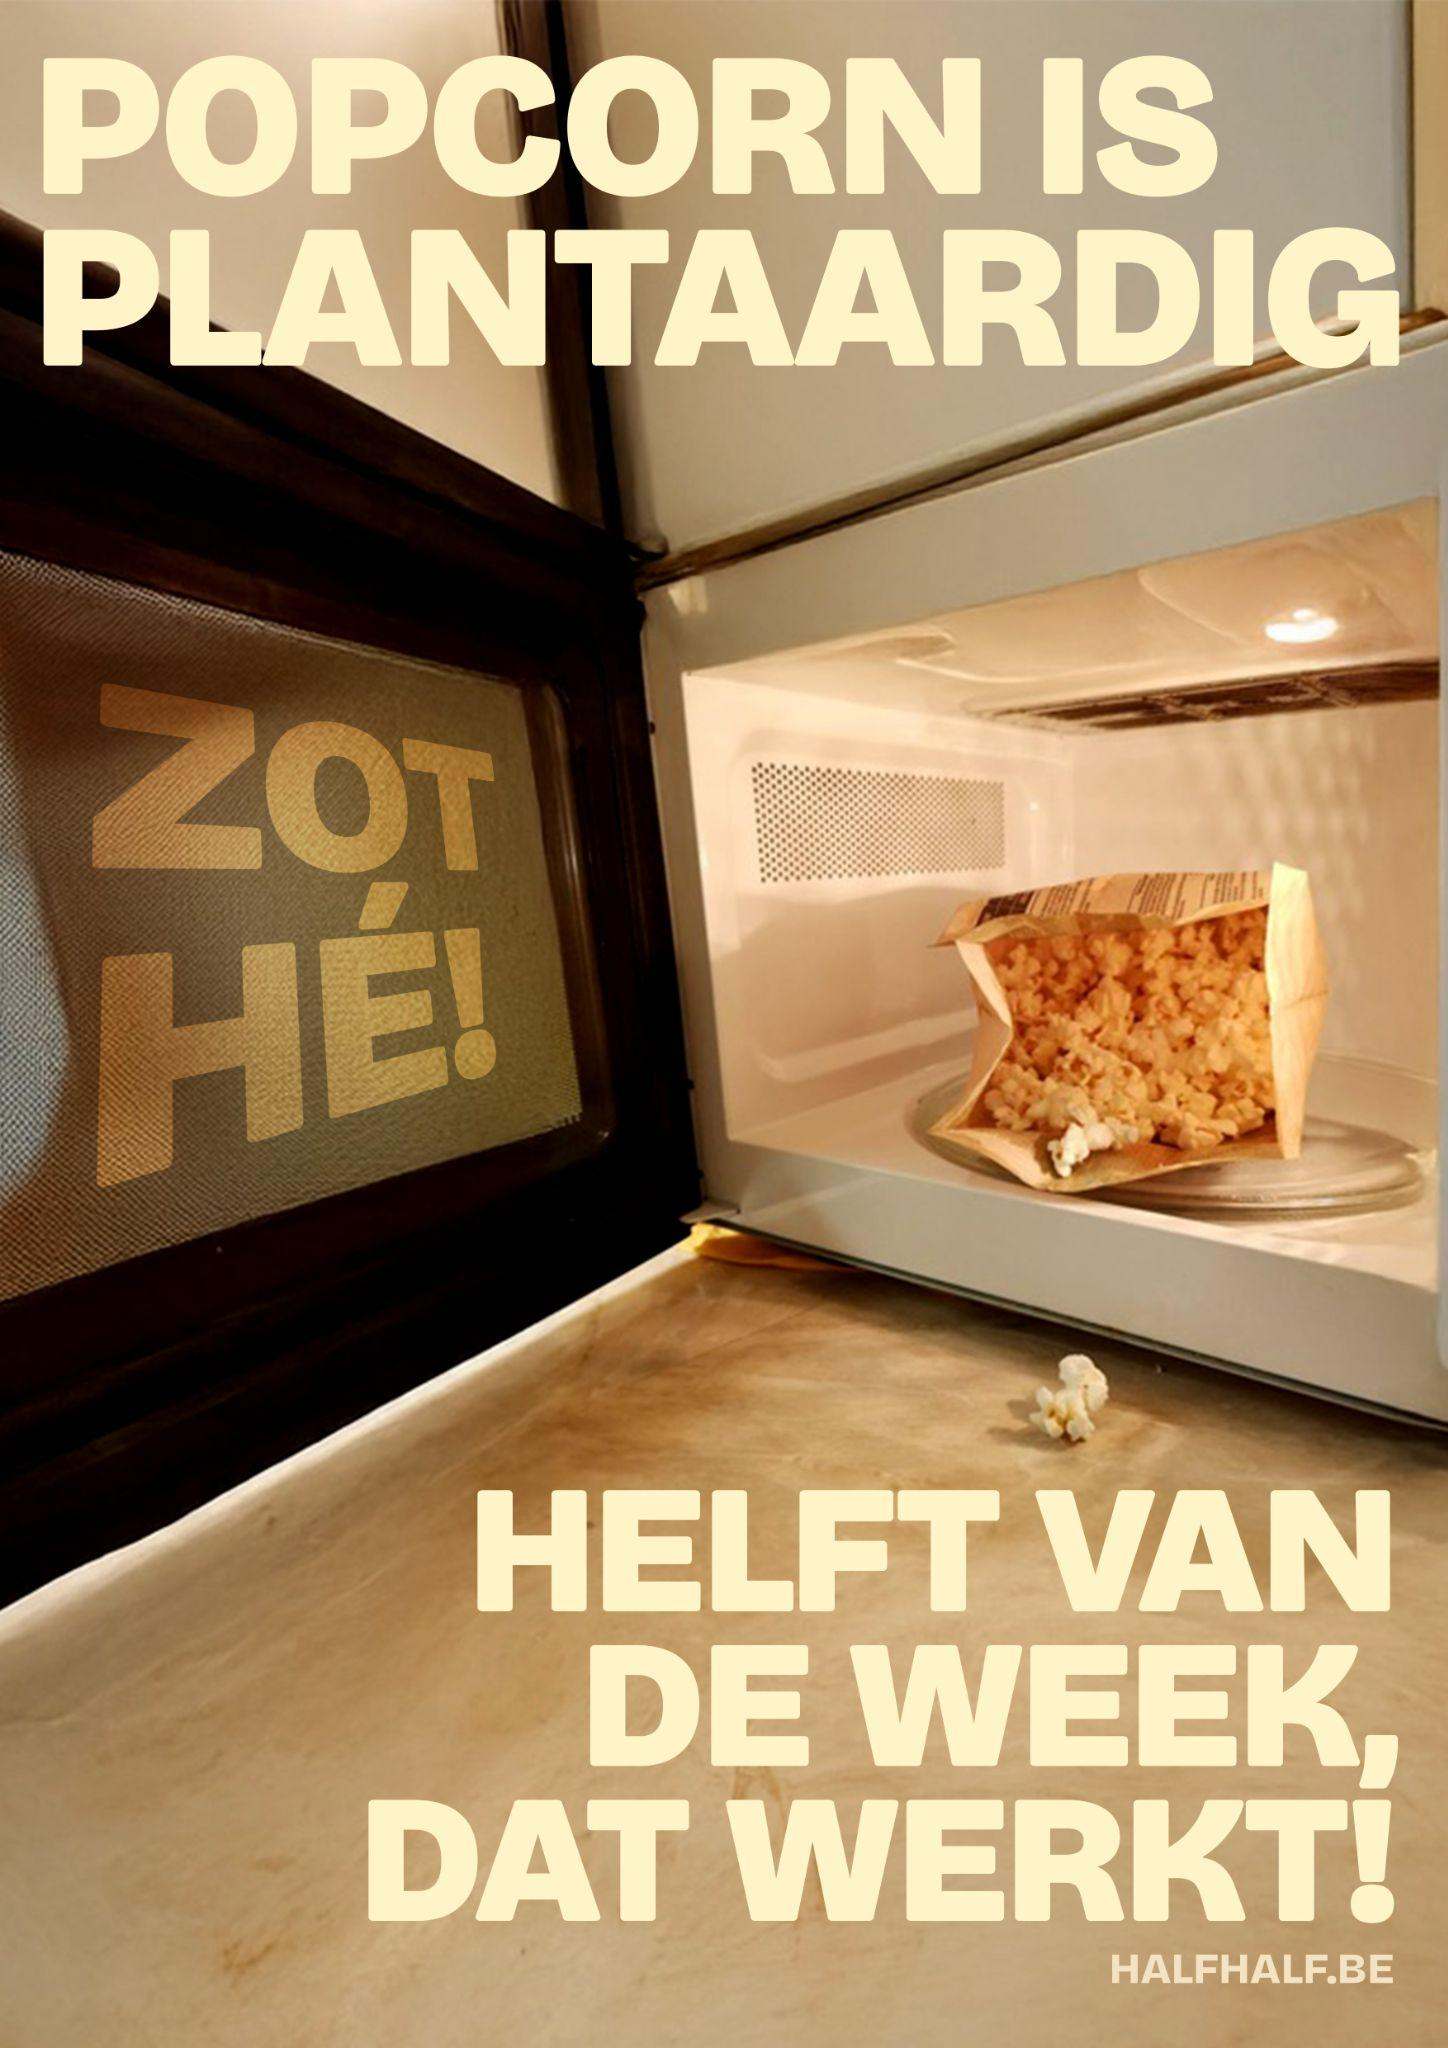 POPCORN IS
PLANTAARDIG
ZOT
HÉ!
HELFT VAN
DE WEEK,
DAT WERKT!
HALFHALF.BE